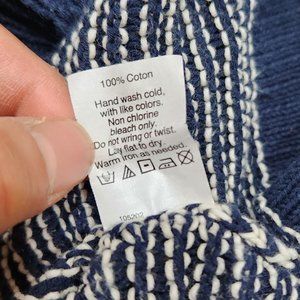 100% Coton
Hand wash cold,
with like colors.
Non chlorine
bleach only.
Do not wring or twist.
Lay flat to dry.
Warm iron as needed.
105202